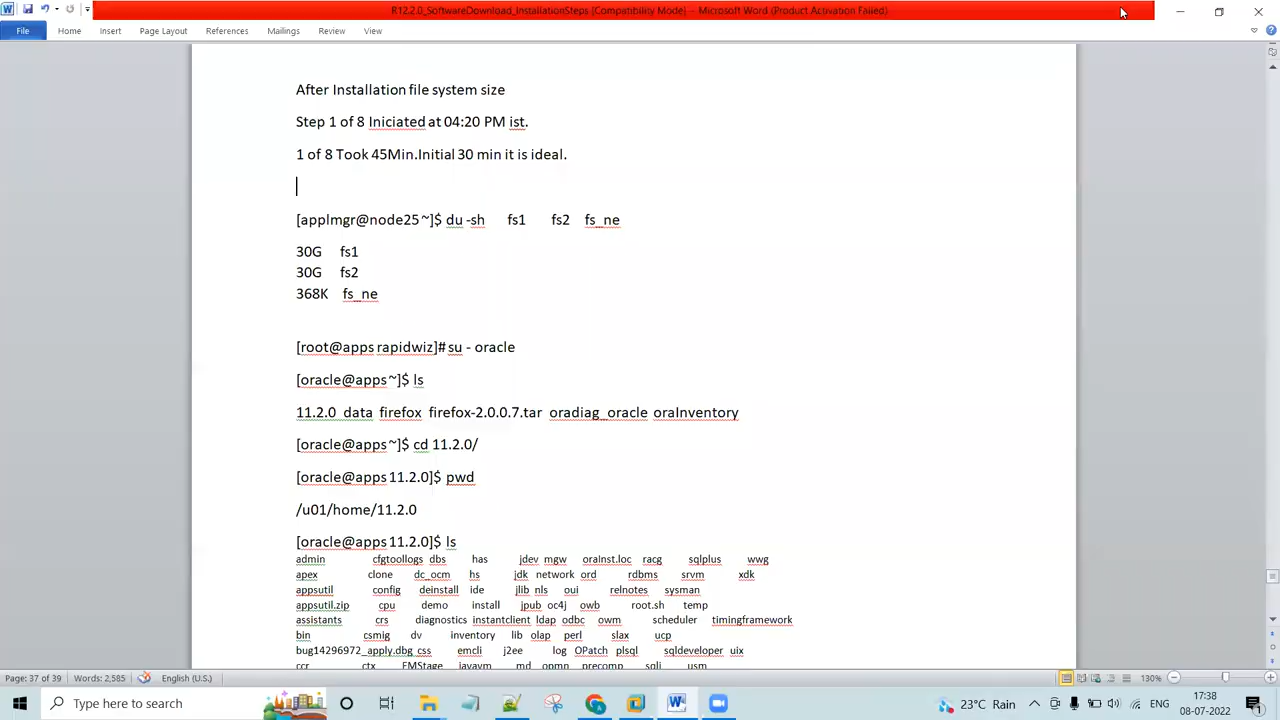 R12.2.0_SoftwareDownload_InstallationSteps [Compatibility Mode] - Microsoft Word (Product Activation Failed)
File Home Insert Page Layout References Mailings Review View
After Installation file system size
Step 1 of 8 Iniciated at 04:20 PM ist.
1 of 8 Took 45Min.Initial 30 min it is ideal.
[applmgr@node25 ~]$ du -sh fs1 fs2 fs_ne
30G fs1
30G fs2
368K fs_ne
[root@apps rapidwiz]# su - oracle
[oracle@apps ~]$ ls
11.2.0 data firefox firefox-2.0.0.7.tar oradiag_oracle oraInventory
[oracle@apps ~]$ cd 11.2.0/
[oracle@apps 11.2.0]$ pwd
/u01/home/11.2.0
[oracle@apps 11.2.0]$ ls
admin cfgtoollogs dbs has jdev mgw oraInst.loc racg sqlplus wwg
apex clone dc_ocm hs jdk network ord rdbms srvm xdk
appsutil config deinstall ide jlib nls oui relnotes sysman
appsutil.zip cpu demo install jpub oc4j owb root.sh temp
assistants crs diagnostics instantclient ldap odbc owm scheduler timingframework
bin csmig dv inventory lib olap perl slax ucp
bug14296972_apply.dbg css emcli j2ee log OPatch plsql sqldeveloper uix
ccr ctx EMStage javavm md opmn precomp sqlj usm
Page: 37 of 39 Words: 2,585 English (U.S.) 130%
Type here to search 23°C Rain ENG 17:38
08-07-2022